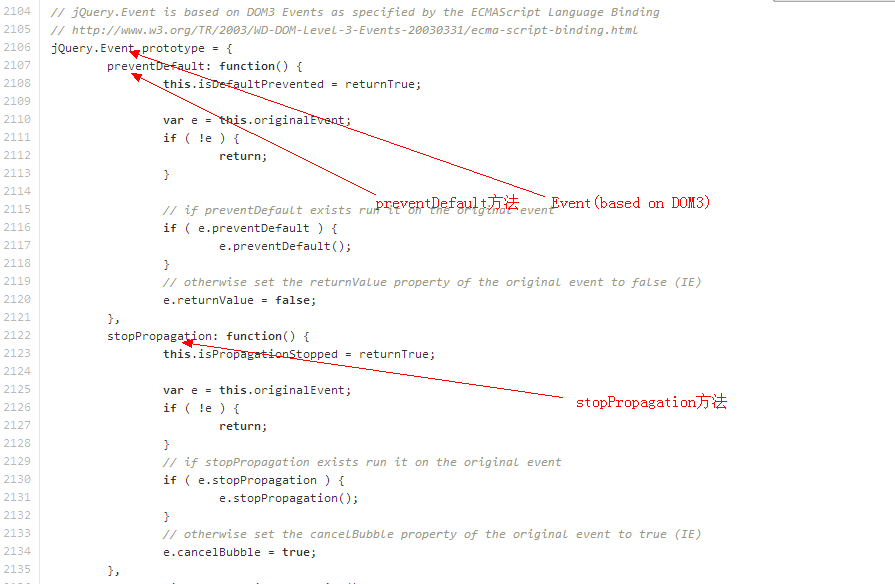 2104 // jQuery.Event is based on DOM3 Events as specified by the ECMAScript Language Binding
2105 // http://www.w3.org/TR/2003/WD-DOM-Level-3-Events-20030331/ecma-script-binding.html
2106 jQuery.Event.prototype = {
2107 preventDefault: function() {
2108 this.isDefaultPrevented = returnTrue;
2109
2110 var e = this.originalEvent;
2111 if ( !e ) {
2112 return;
2113 }
2114
preventDefault方法 Event(based on DOM3)
2115 // if preventDefault exists run it on the original event
2116 if ( e.preventDefault ) {
2117 e.preventDefault();
2118 }
2119 // otherwise set the returnValue property of the original event to false (IE)
2120 e.returnValue = false;
2121 },
2122 stopPropagation: function() {
2123 this.isPropagationStopped = returnTrue;
2124
2125 var e = this.originalEvent;
2126 if ( !e ) {
stopPropagation方法
2127 return;
2128 }
2129 // if stopPropagation exists run it on the original event
2130 if ( e.stopPropagation ) {
2131 e.stopPropagation();
2132 }
2133 // otherwise set the cancelBubble property of the original event to true (IE)
2134 e.cancelBubble = true;
2135 },